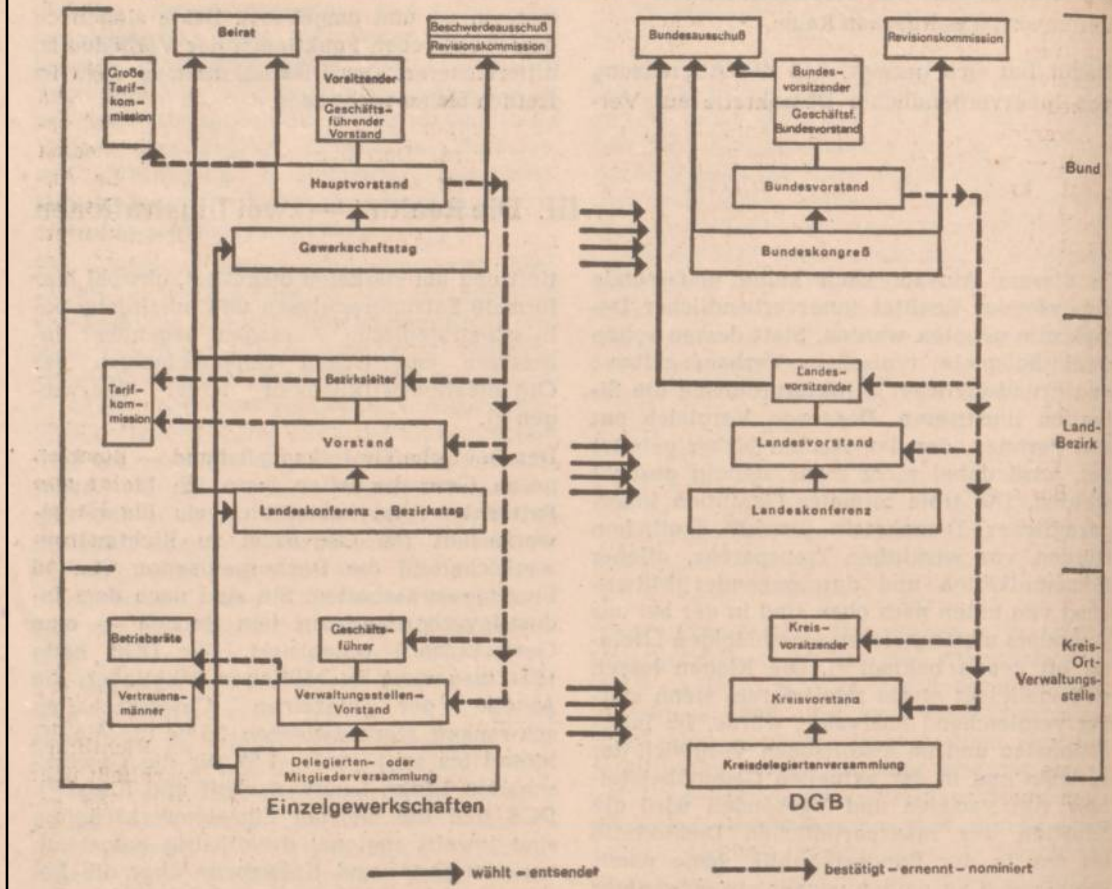 Beirat
Beschwerdeausschuß
Revisionskommission
Große
Tarif–
kom–
mission
Vorsitzender
Geschäfts–
führender
Vorstand
Hauptvorstand
Gewerkschaftstag
Tarif–
kom–
mission
Bezirksleiter
Vorstand
Landeskonferenz – Bezirkstag
Betriebsräte
Vertrauens–
männer
Geschäfts–
führer
Verwaltungsstellen–
Vorstand
Delegierten– oder
Mitgliederversammlung
Einzelgewerkschaften
Bundesausschuß
Revisionskommission
Bundes–
vorsitzender
Geschäftsf.
Bundesvorstand
Bundesvorstand
Bundeskongreß
Landes–
vorsitzender
Landesvorstand
Landeskonferenz
Kreis–
vorsitzender
Kreisvorstand
Kreisdelegiertenversammlung
DGB
Bund
Land–
Bezirk
Kreis–
Ort–
Verwaltungs–
stelle
wählt – entsendet
bestätigt – ernennt – nominiert